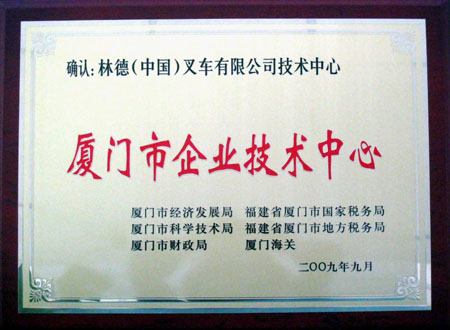 确认:林德(中国)叉车有限公司技术中心
厦门市企业技术中心
厦门市经济发展局 福建省厦门市国家税务局
厦门市科学技术局 福建省厦门市地方税务局
厦门市财政局 厦门海关
二〇〇九年九月